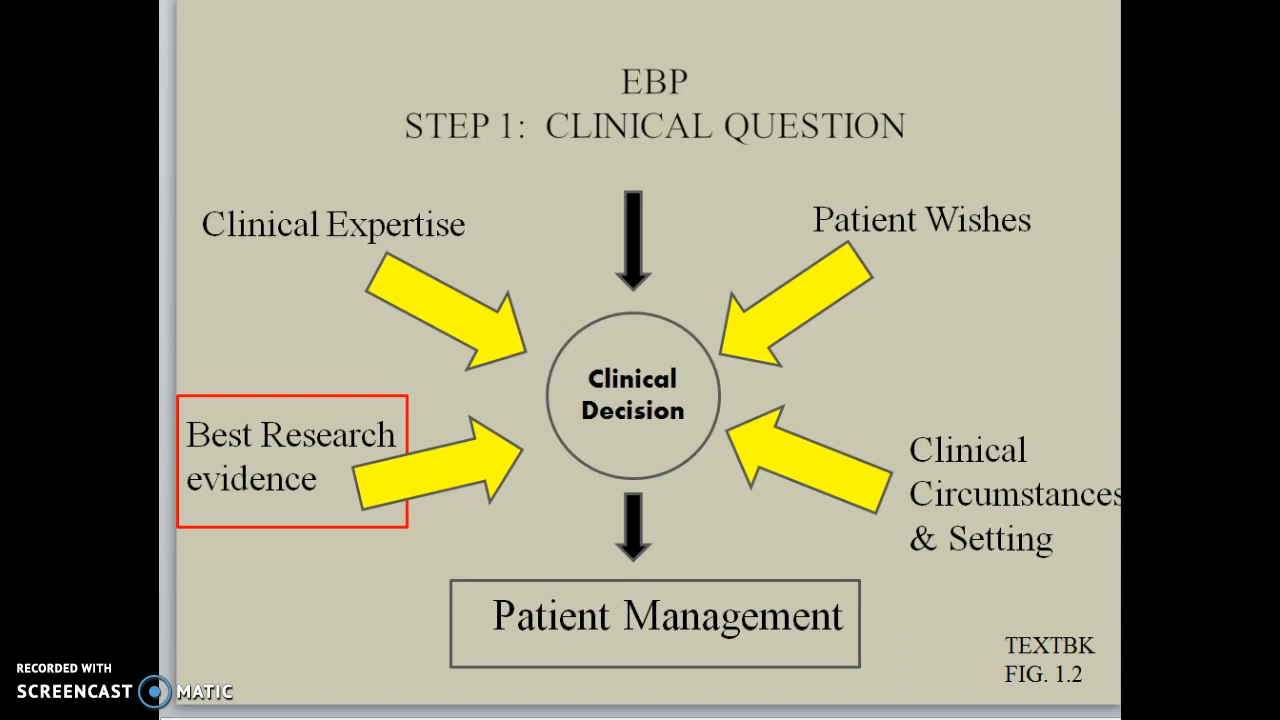 EBP
STEP 1: CLINICAL QUESTION
Clinical Expertise
Patient Wishes
Clinical
Decision
Best Research
evidence
Clinical
Circumstances
& Setting
Patient Management
TEXTBK
FIG. 1.2
RECORDED WITH
SCREENCAST MATIC